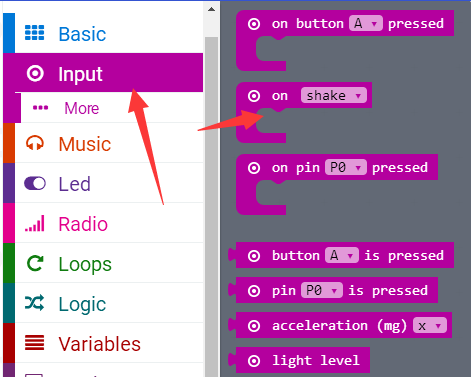 Basic
Input
More
Music
Led
Radio
Loops
Logic
Variables
on button A pressed
on shake
on pin P0 pressed
button A is pressed
pin P0 is pressed
acceleration (mg) x
light level